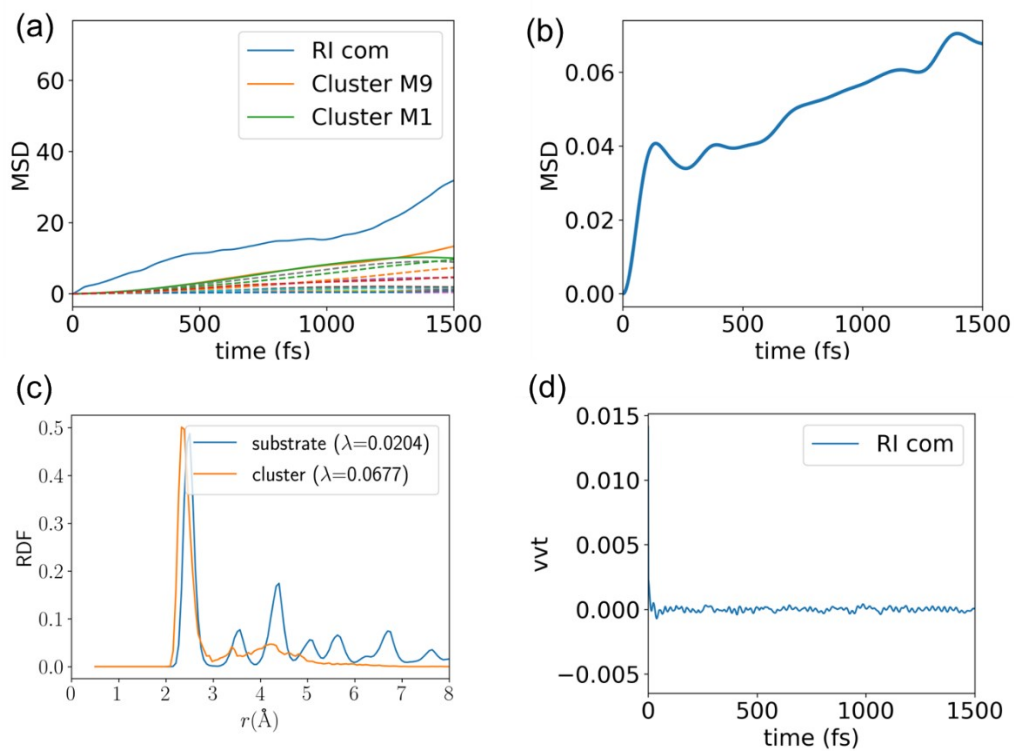 (a)
MSD
60
40
20
0
RI com
Cluster M9
Cluster M1
0 500 1000 1500
time (fs)
(b)
MSD
0.06
0.04
0.02
0.00
0 500 1000 1500
time (fs)
(c)
RDF
0.5
0.4
0.3
0.2
0.1
0.0
substrate (λ=0.0204)
cluster (λ=0.0677)
0 1 2 3 4 5 6 7 8
r(Å)
(d)
vvt
0.015
0.010
0.005
0.000
−0.005
RI com
0 500 1000 1500
time (fs)